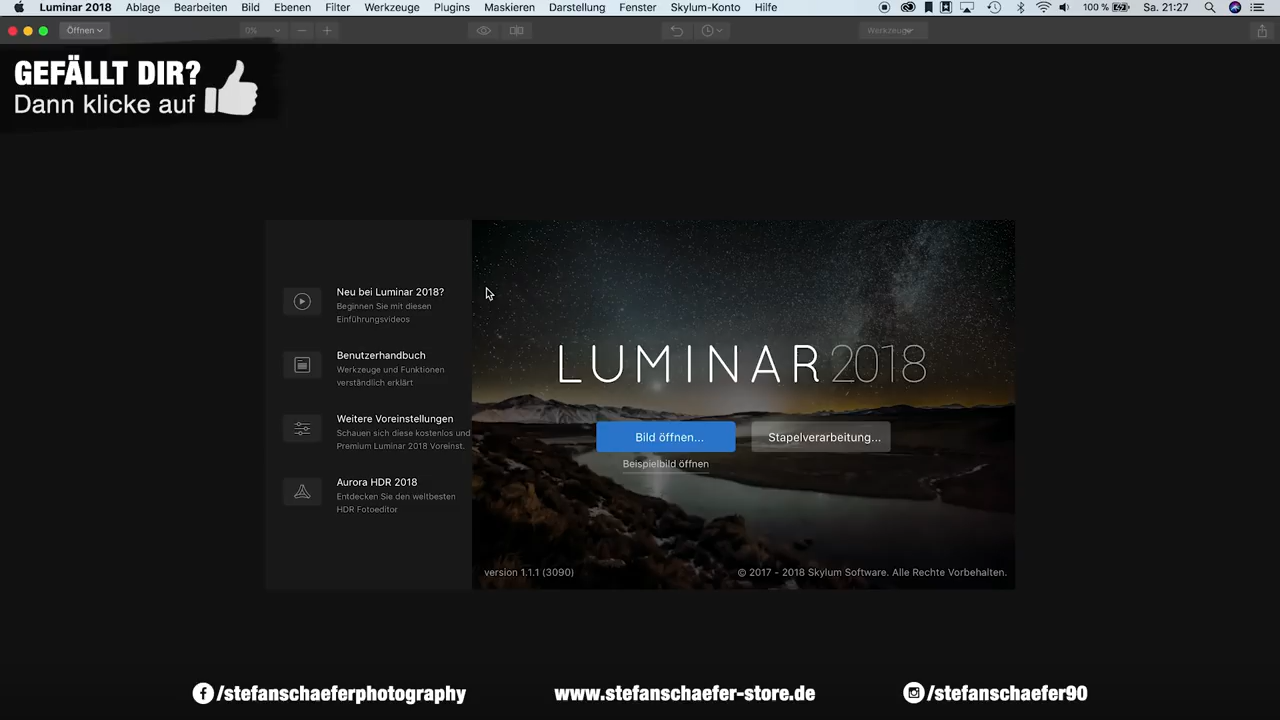 Luminar 2018 Ablage Bearbeiten Bild Ebenen Filter Werkzeuge Plugins Maskieren Darstellung Fenster Skylum-Konto Hilfe 100 % Sa. 21:27
Öffnen 0% Werkzeuge
GEFÄLLT DIR?
Dann klicke auf
Neu bei Luminar 2018?
Beginnen Sie mit diesen
Einführungsvideos
Benutzerhandbuch
Werkzeuge und Funktionen
verständlich erklärt
Weitere Voreinstellungen
Schauen sich diese kostenlos und
Premium Luminar 2018 Voreinst.
Aurora HDR 2018
Entdecken Sie den weltbesten
HDR Fotoeditor
LUMINAR 2018
Bild öffnen... Stapelverarbeitung...
Beispielbild öffnen
version 1.1.1 (3090) © 2017 - 2018 Skylum Software. Alle Rechte Vorbehalten.
/stefanschaeferphotography www.stefanschaefer-store.de /stefanschaefer90